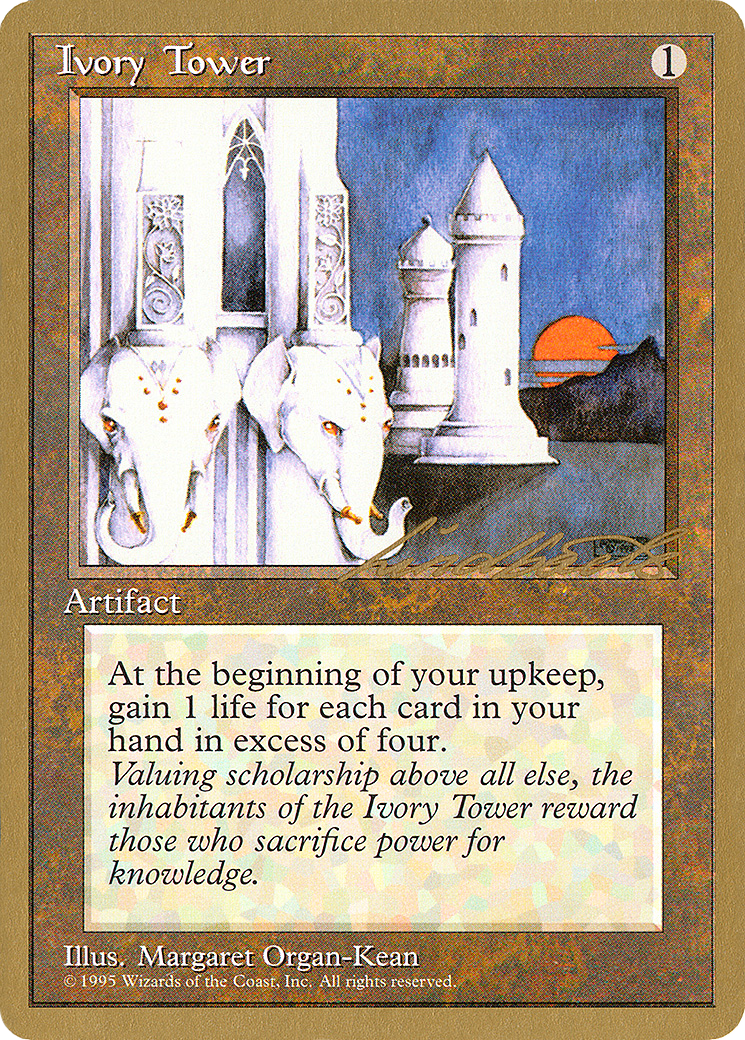 Ivory Tower 1
Artifact
At the beginning of your upkeep,
gain 1 life for each card in your
hand in excess of four.
Valuing scholarship above all else, the
inhabitants of the Ivory Tower reward
those who sacrifice power for
knowledge.
Illus. Margaret Organ-Kean
© 1995 Wizards of the Coast, Inc. All rights reserved.